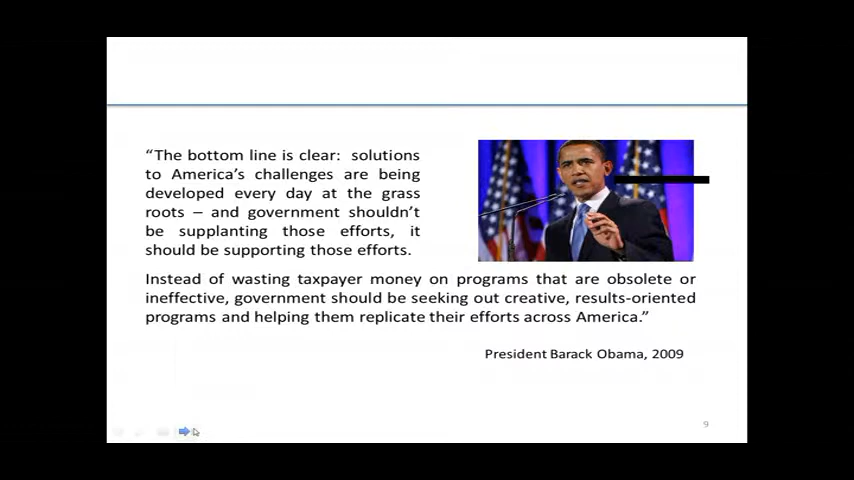 “The bottom line is clear: solutions
to America’s challenges are being
developed every day at the grass
roots – and government shouldn’t
be supplanting those efforts, it
should be supporting those efforts.
Instead of wasting taxpayer money on programs that are obsolete or
ineffective, government should be seeking out creative, results-oriented
programs and helping them replicate their efforts across America.”
President Barack Obama, 2009
9